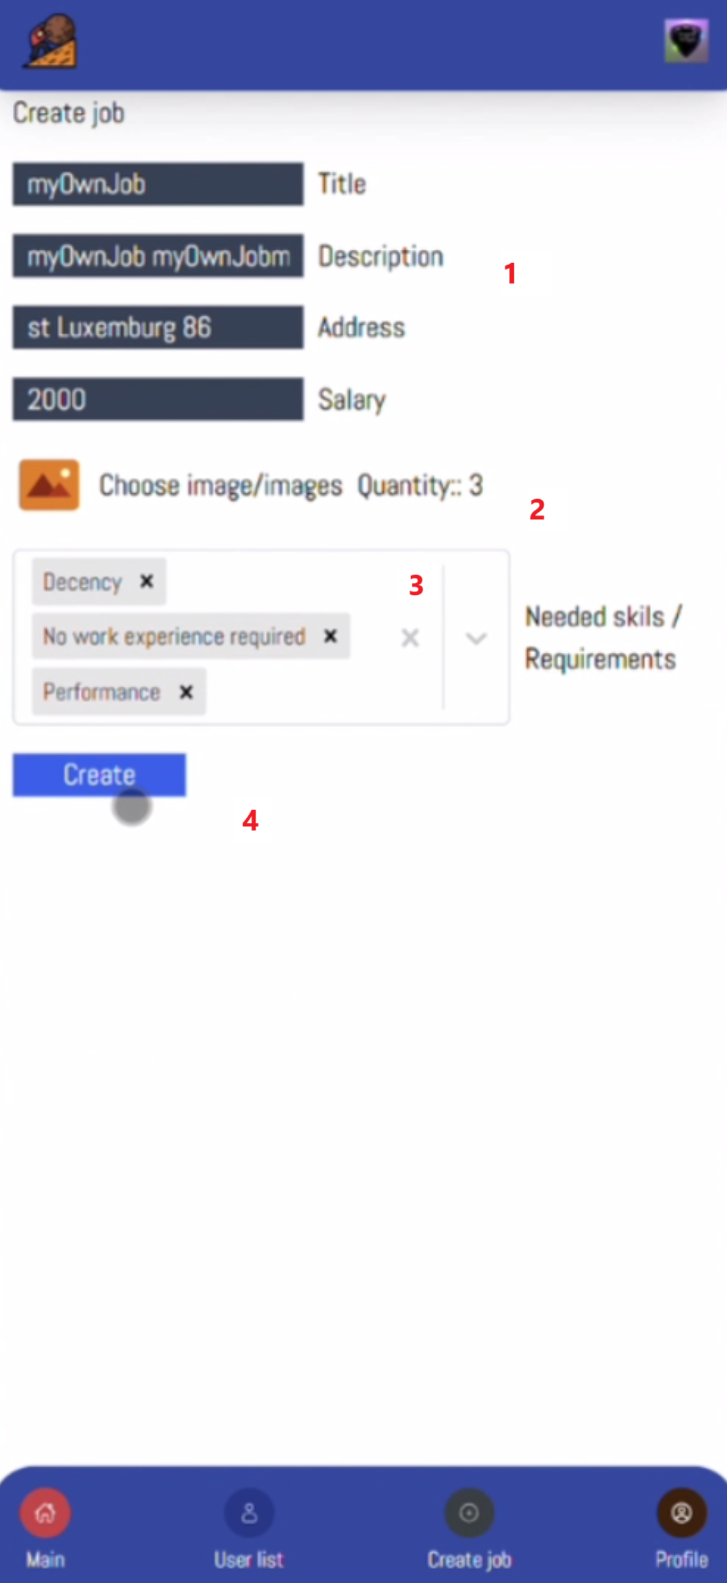 Create job
myOwnJob Title
myOwnJob myOwnJobm Description
1
st Luxemburg 86 Address
2000 Salary
Choose image/images Quantity:: 3
2
Decency ×
3
No work experience required ×
Performance ×
Needed skils /
Requirements
Create
4
Main User list Create job Profile